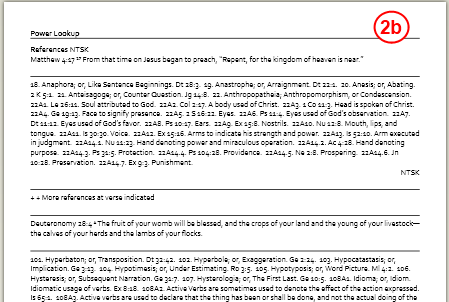 2b
Power Lookup
References NTSK
Matthew 4:17 ¹⁷ From that time on Jesus began to preach, “Repent, for the kingdom of heaven is near.”
18. Anaphora; or, Like Sentence Beginnings. Dt 28:3. 19. Anastrophe; or, Arraignment. Dt 22:1. 20. Anesis; or, Abating.
2 K 5:1. 21. Anteisagoge; or, Counter Question. Jg 14:8. 22. Anthropopatheia; Anthropomorphism, or Condescension.
22A1. Le 26:11. Soul attributed to God. 22A2. Col 2:17. A body used of Christ. 22A3. 1 Co 11:3. Head is spoken of Christ.
22A4. Ge 19:13. Face to signify presence. 22A5. 2 S 16:22. Eyes. 22A6. Ps 11:4. Eyes used of God's observation. 22A7.
Dt 11:12. Eyes used of God's favor. 22A8. Ps 10:17. Ears. 22A9. Ex 15:8. Nostrils. 22A10. Nu 12:8. Mouth, lips, and
tongue. 22A11. Is 30:30. Voice. 22A12. Ex 15:16. Arms to indicate his strength and power. 22A13. Is 52:10. Arm executed
in judgment. 22A14.1. Nu 11:23. Hand denoting power and miraculous operation. 22A14.2. Ac 4:28. Hand denoting
purpose. 22A14.3. Ps 31:5. Protection. 22A14.4. Ps 104:28. Providence. 22A14.5. Ne 2:8. Prospering. 22A14.6. Jn
10:28. Preservation. 22A14.7. Ex 9:3. Punishment.
NTSK
+ + More references at verse indicated
Deuteronomy 28:4 ⁴ The fruit of your womb will be blessed, and the crops of your land and the young of your livestock—
the calves of your herds and the lambs of your flocks.
101. Hyperbaton; or, Transposition. Dt 32:42. 102. Hyperbole; or, Exaggeration. Ge 2:24. 103. Hypocatastasis; or,
Implication. Ge 3:13. 104. Hypotimesis; or, Under Estimating. Ro 3:5. 105. Hypotyposis; or, Word Picture. Mi 4:2. 106.
Hysteresis; or, Subsequent Narration. Ge 31:7. 107. Hysterologia; or, The First Last. Ge 10:5. 108A1. Idioma; or, Idiom.
Idiomatic usage of verbs. Ex 8:18. 108A2. Active Verbs are sometimes used to denote the effect of the action expressed.
Is 65:1. 108A3. Active verbs are used to declare that the thing has been or shall be done, and not the actual doing of the